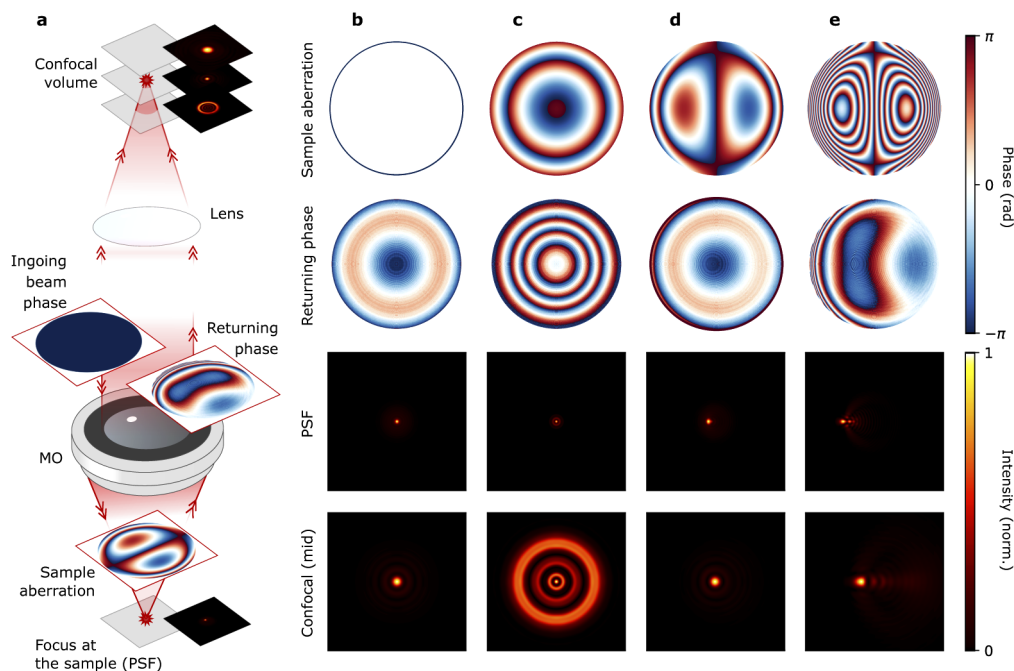 a
Confocal
volume
Lens
Ingoing
beam
phase
Returning
phase
MO
Sample
aberration
Focus at
the sample (PSF)
b
c
d
e
Sample aberration
Returning phase
PSF
Confocal (mid)
π
0
−π
Phase (rad)
1
0
Intensity (norm.)